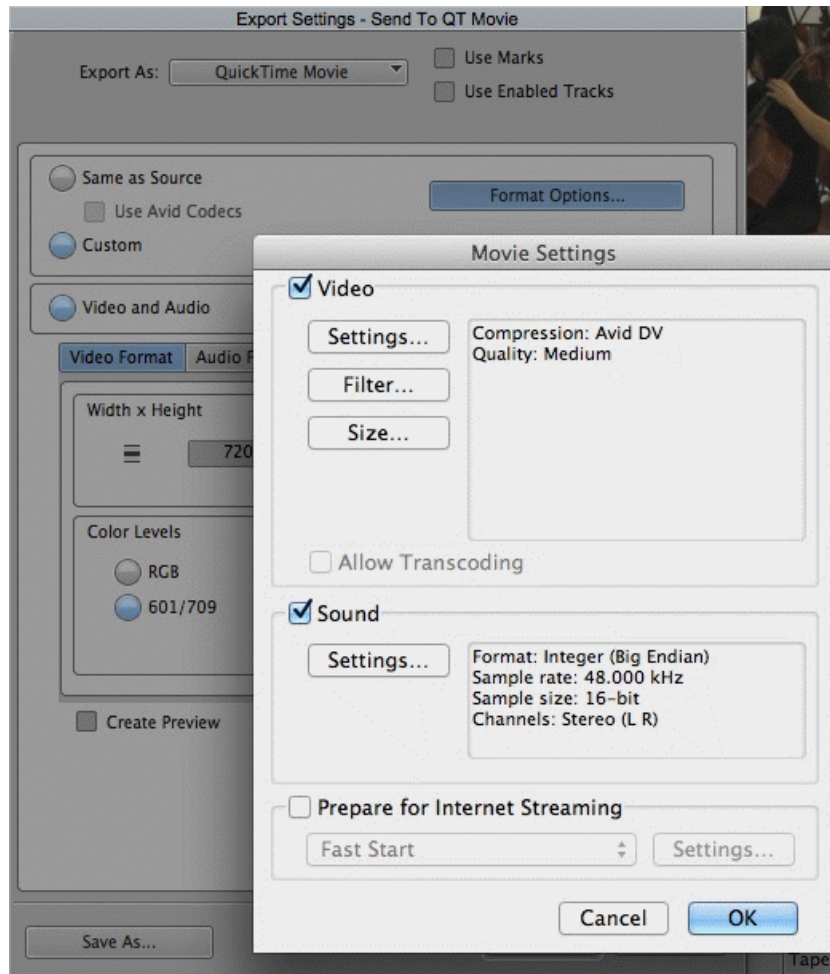 Export Settings - Send To QT Movie
Export As: QuickTime Movie
Use Marks
Use Enabled Tracks
Same as Source
Use Avid Codecs
Format Options...
Custom
Video and Audio
Video Format Audio F
Width x Height
720
Color Levels
RGB
601/709
Create Preview
Save As...
Movie Settings
Video
Settings...
Filter...
Size...
Compression: Avid DV
Quality: Medium
Allow Transcoding
Sound
Settings...
Format: Integer (Big Endian)
Sample rate: 48.000 kHz
Sample size: 16-bit
Channels: Stereo (L R)
Prepare for Internet Streaming
Fast Start Settings...
Cancel OK
Tape